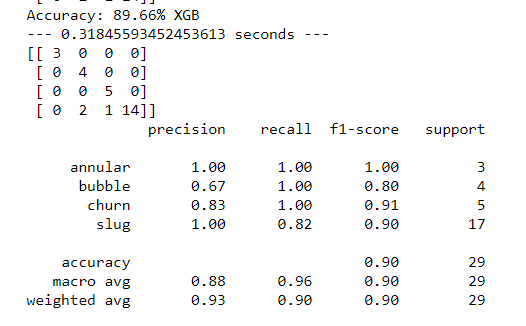 Accuracy: 89.66% XGB
--- 0.31845593452453613 seconds ---
[[ 3  0  0  0]
 [ 0  4  0  0]
 [ 0  0  5  0]
 [ 0  2  1 14]]
              precision    recall  f1-score   support

     annular       1.00      1.00      1.00         3
      bubble       0.67      1.00      0.80         4
       churn       0.83      1.00      0.91         5
        slug       1.00      0.82      0.90        17

    accuracy                           0.90        29
   macro avg       0.88      0.96      0.90        29
weighted avg       0.93      0.90      0.90        29